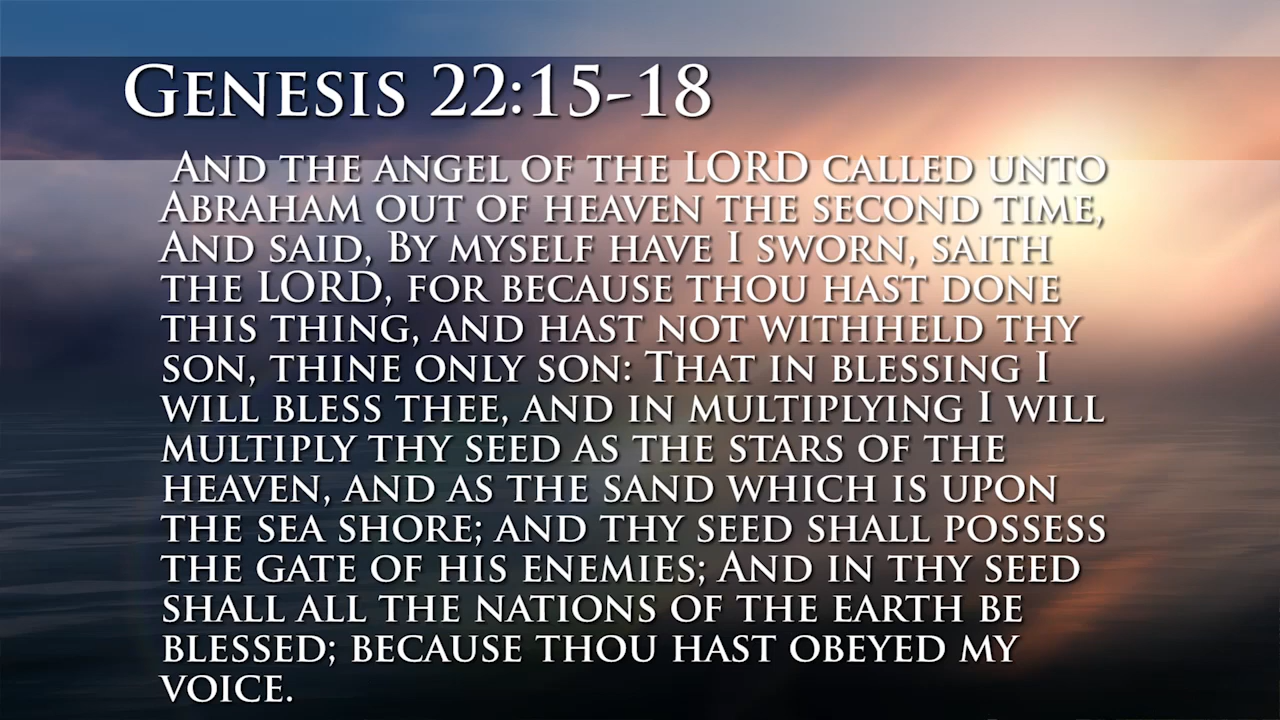 Genesis 22:15-18
And the angel of the LORD called unto
Abraham out of heaven the second time,
And said, By myself have I sworn, saith
the LORD, for because thou hast done
this thing, and hast not withheld thy
son, thine only son: That in blessing I
will bless thee, and in multiplying I will
multiply thy seed as the stars of the
heaven, and as the sand which is upon
the sea shore; and thy seed shall possess
the gate of his enemies; And in thy seed
shall all the nations of the earth be
blessed; because thou hast obeyed my
voice.